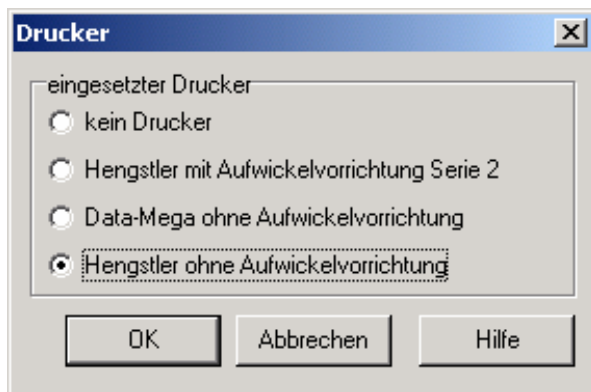 Drucker
eingesetzter Drucker
kein Drucker
Hengstler mit Aufwickelvorrichtung Serie 2
Data-Mega ohne Aufwickelvorrichtung
Hengstler ohne Aufwickelvorrichtung
OK Abbrechen Hilfe